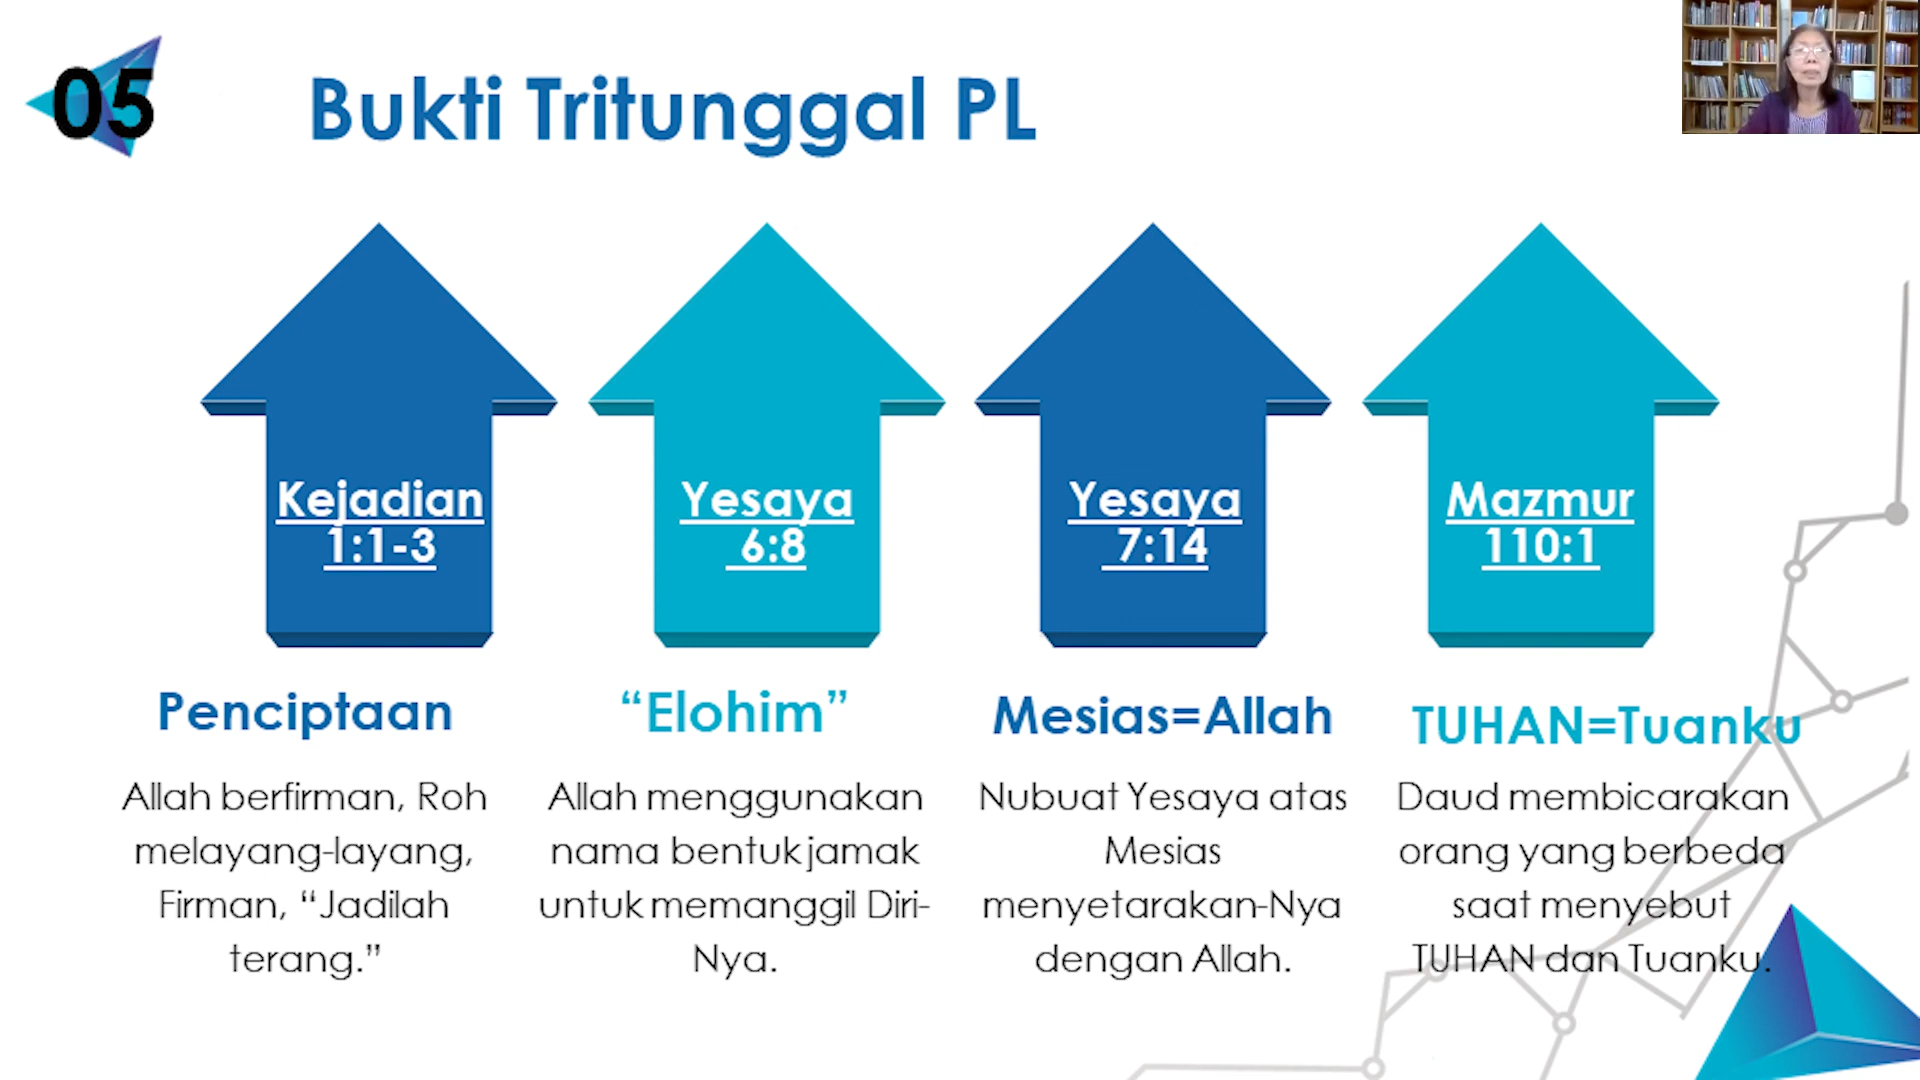 05
Bukti Tritunggal PL
Kejadian
1:1-3
Yesaya
6:8
Yesaya
7:14
Mazmur
110:1
Penciptaan
Allah berfirman, Roh
melayang-layang,
Firman, “Jadilah
terang.”
“Elohim”
Allah menggunakan
nama bentuk jamak
untuk memanggil Diri-
Nya.
Mesias=Allah
Nubuat Yesaya atas
Mesias
menyetarakan-Nya
dengan Allah.
TUHAN=Tuanku
Daud membicarakan
orang yang berbeda
saat menyebut
TUHAN dan Tuanku.